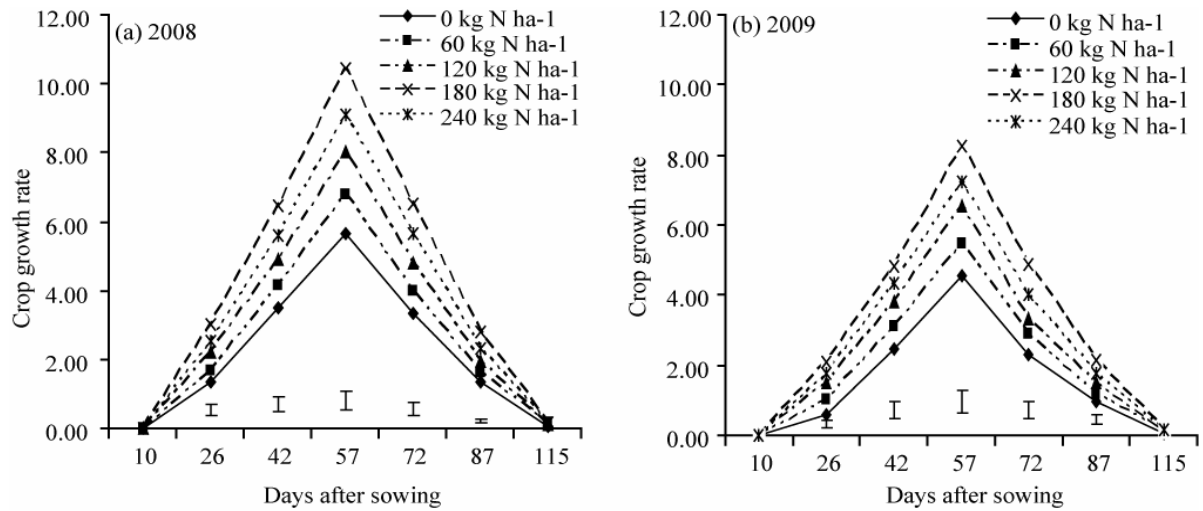 (a) 2008
0 kg N ha-1
60 kg N ha-1
120 kg N ha-1
180 kg N ha-1
240 kg N ha-1
12.00
10.00
8.00
6.00
4.00
2.00
0.00
Crop growth rate
10 26 42 57 72 87 115
Days after sowing
(b) 2009
0 kg N ha-1
60 kg N ha-1
120 kg N ha-1
180 kg N ha-1
240 kg N ha-1
12.00
10.00
8.00
6.00
4.00
2.00
0.00
Crop growth rate
10 26 42 57 72 87 115
Days after sowing